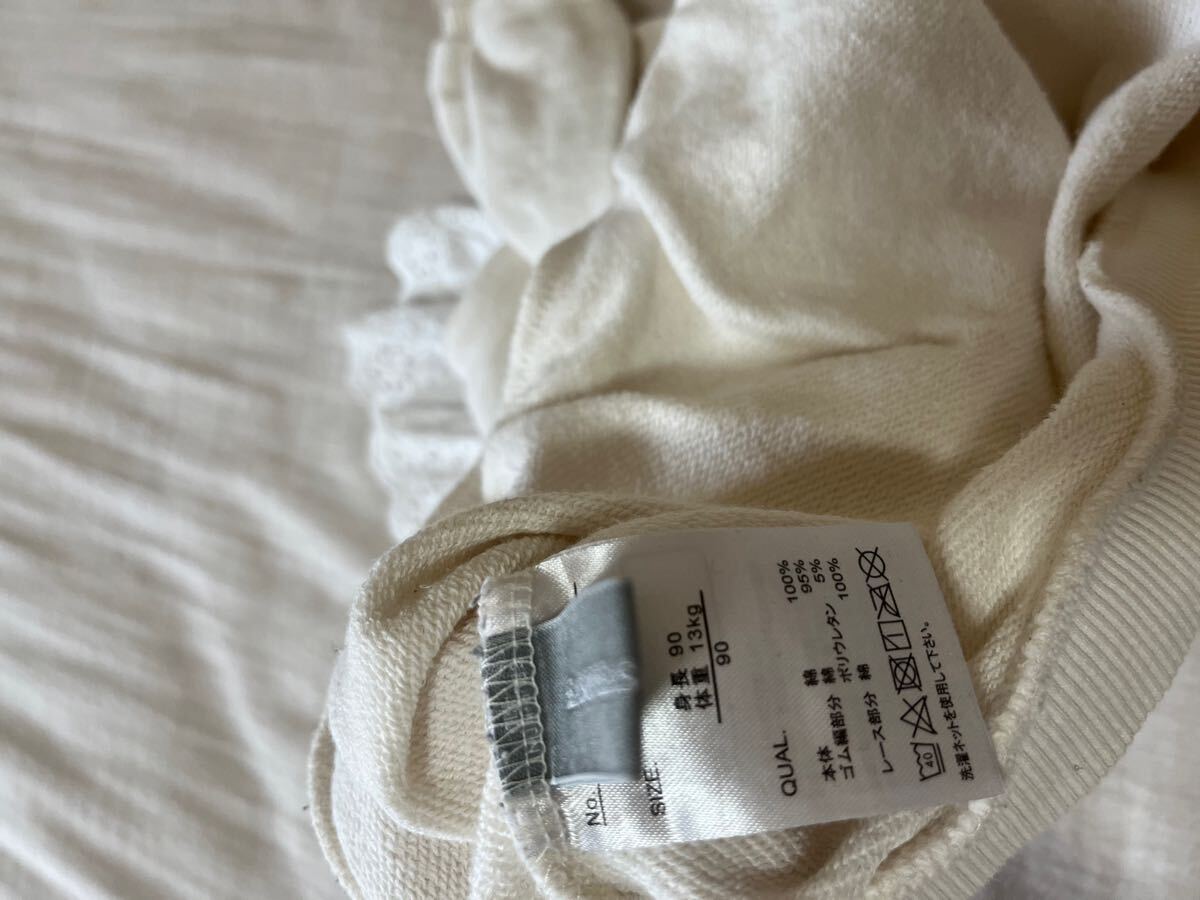 No.
SIZE.
身長 90
体重 13kg
90
QUAL.
本体 綿 100%
ゴム編部分 綿 95%
ポリウレタン 5%
レース部分 綿 100%
40
洗濯ネットを使用して下さい。